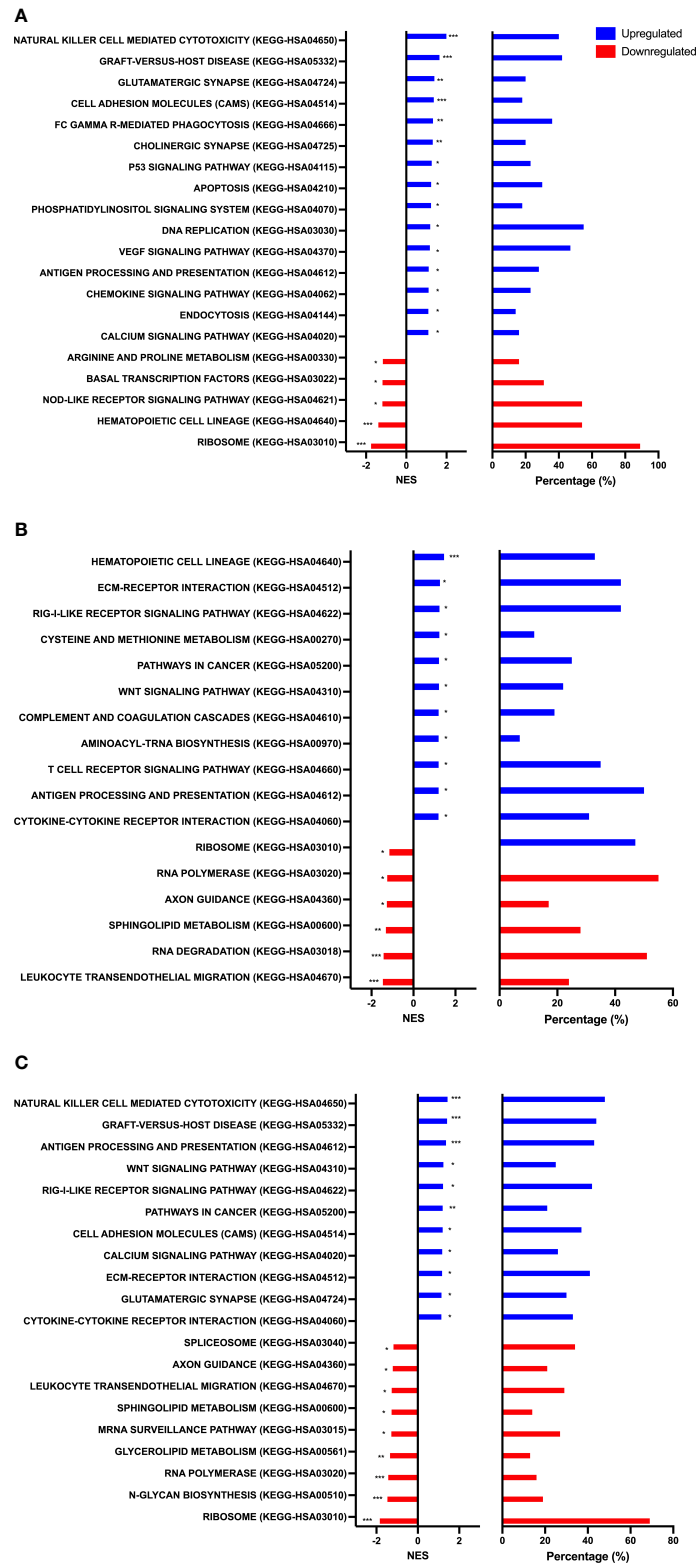 A
Upregulated
Downregulated
NATURAL KILLER CELL MEDIATED CYTOTOXICITY (KEGG-HSA04650) ***
GRAFT-VERSUS-HOST DISEASE (KEGG-HSA05332) ***
GLUTAMATERGIC SYNAPSE (KEGG-HSA04724) **
CELL ADHESION MOLECULES (CAMS) (KEGG-HSA04514) ***
FC GAMMA R-MEDIATED PHAGOCYTOSIS (KEGG-HSA04666) **
CHOLINERGIC SYNAPSE (KEGG-HSA04725) **
P53 SIGNALING PATHWAY (KEGG-HSA04115) *
APOPTOSIS (KEGG-HSA04210) *
PHOSPHATIDYLINOSITOL SIGNALING SYSTEM (KEGG-HSA04070) *
DNA REPLICATION (KEGG-HSA03030) *
VEGF SIGNALING PATHWAY (KEGG-HSA04370) *
ANTIGEN PROCESSING AND PRESENTATION (KEGG-HSA04612) *
CHEMOKINE SIGNALING PATHWAY (KEGG-HSA04062) *
ENDOCYTOSIS (KEGG-HSA04144) *
CALCIUM SIGNALING PATHWAY (KEGG-HSA04020) *
ARGININE AND PROLINE METABOLISM (KEGG-HSA00330) *
BASAL TRANSCRIPTION FACTORS (KEGG-HSA03022) *
NOD-LIKE RECEPTOR SIGNALING PATHWAY (KEGG-HSA04621) *
HEMATOPOIETIC CELL LINEAGE (KEGG-HSA04640) ***
RIBOSOME (KEGG-HSA03010) ***
-2 0 2 0 20 40 60 80 100
NES Percentage (%)
B
HEMATOPOIETIC CELL LINEAGE (KEGG-HSA04640) ***
ECM-RECEPTOR INTERACTION (KEGG-HSA04512) *
RIG-I-LIKE RECEPTOR SIGNALING PATHWAY (KEGG-HSA04622) *
CYSTEINE AND METHIONINE METABOLISM (KEGG-HSA00270) *
PATHWAYS IN CANCER (KEGG-HSA05200) *
WNT SIGNALING PATHWAY (KEGG-HSA04310) *
COMPLEMENT AND COAGULATION CASCADES (KEGG-HSA04610) *
AMINOACYL-TRNA BIOSYNTHESIS (KEGG-HSA00970) *
T CELL RECEPTOR SIGNALING PATHWAY (KEGG-HSA04660) *
ANTIGEN PROCESSING AND PRESENTATION (KEGG-HSA04612) *
CYTOKINE-CYTOKINE RECEPTOR INTERACTION (KEGG-HSA04060) *
RIBOSOME (KEGG-HSA03010) *
RNA POLYMERASE (KEGG-HSA03020) *
AXON GUIDANCE (KEGG-HSA04360) *
SPHINGOLIPID METABOLISM (KEGG-HSA00600) **
RNA DEGRADATION (KEGG-HSA03018) ***
LEUKOCYTE TRANSENDOTHELIAL MIGRATION (KEGG-HSA04670) ***
-2 0 2 0 20 40 60
NES Percentage (%)
C
NATURAL KILLER CELL MEDIATED CYTOTOXICITY (KEGG-HSA04650) ***
GRAFT-VERSUS-HOST DISEASE (KEGG-HSA05332) ***
ANTIGEN PROCESSING AND PRESENTATION (KEGG-HSA04612) ***
WNT SIGNALING PATHWAY (KEGG-HSA04310) *
RIG-I-LIKE RECEPTOR SIGNALING PATHWAY (KEGG-HSA04622) *
PATHWAYS IN CANCER (KEGG-HSA05200) **
CELL ADHESION MOLECULES (CAMS) (KEGG-HSA04514) *
CALCIUM SIGNALING PATHWAY (KEGG-HSA04020) *
ECM-RECEPTOR INTERACTION (KEGG-HSA04512) *
GLUTAMATERGIC SYNAPSE (KEGG-HSA04724) *
CYTOKINE-CYTOKINE RECEPTOR INTERACTION (KEGG-HSA04060) *
SPLICEOSOME (KEGG-HSA03040) *
AXON GUIDANCE (KEGG-HSA04360) *
LEUKOCYTE TRANSENDOTHELIAL MIGRATION (KEGG-HSA04670) *
SPHINGOLIPID METABOLISM (KEGG-HSA00600) *
MRNA SURVEILLANCE PATHWAY (KEGG-HSA03015) *
GLYCEROLIPID METABOLISM (KEGG-HSA00561) **
RNA POLYMERASE (KEGG-HSA03020) ***
N-GLYCAN BIOSYNTHESIS (KEGG-HSA00510) ***
RIBOSOME (KEGG-HSA03010) ***
-2 0 2 0 20 40 60 80
NES Percentage (%)